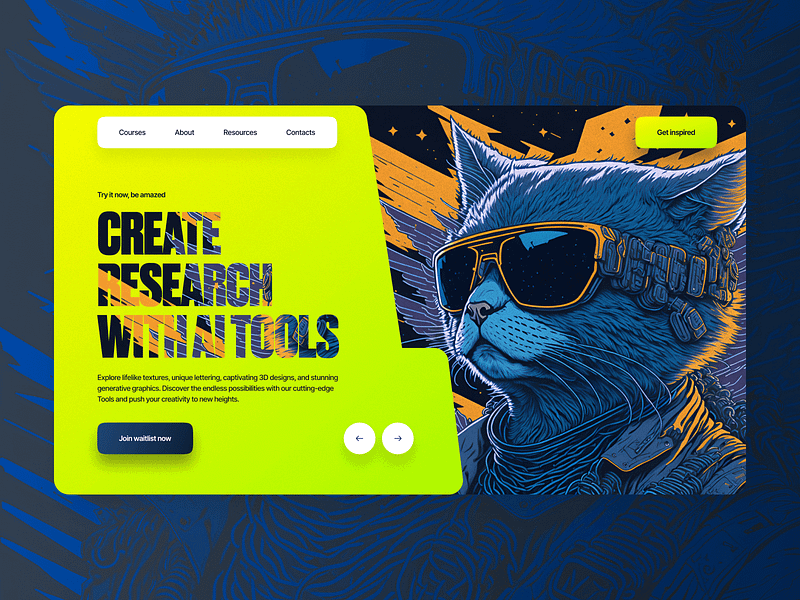 Courses About Resources Contacts
Get inspired
Try it now, be amazed
CREATE
RESEARCH
WITH AI TOOLS
Explore lifelike textures, unique lettering, captivating 3D designs, and stunning
generative graphics. Discover the endless possibilities with our cutting-edge
Tools and push your creativity to new heights.
Join waitlist now